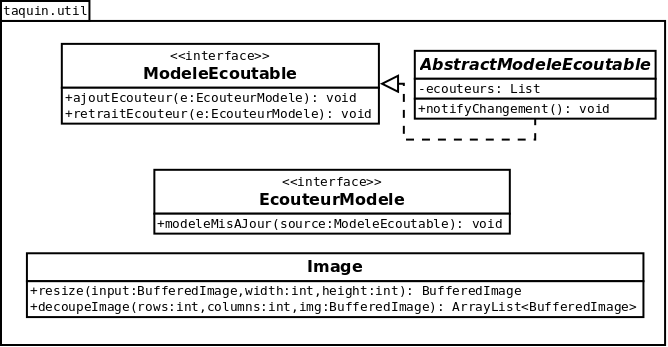 taquin.util
<<interface>>
ModeleEcoutable
+ajoutEcouteur(e:EcouteurModele): void
+retraitEcouteur(e:EcouteurModele): void
AbstractModeleEcoutable
-ecouteurs: List
+notifyChangement(): void
<<interface>>
EcouteurModele
+modeleMisAJour(source:ModeleEcoutable): void
Image
+resize(input:BufferedImage,width:int,height:int): BufferedImage
+decoupeImage(rows:int,columns:int,img:BufferedImage): ArrayList<BufferedImage>